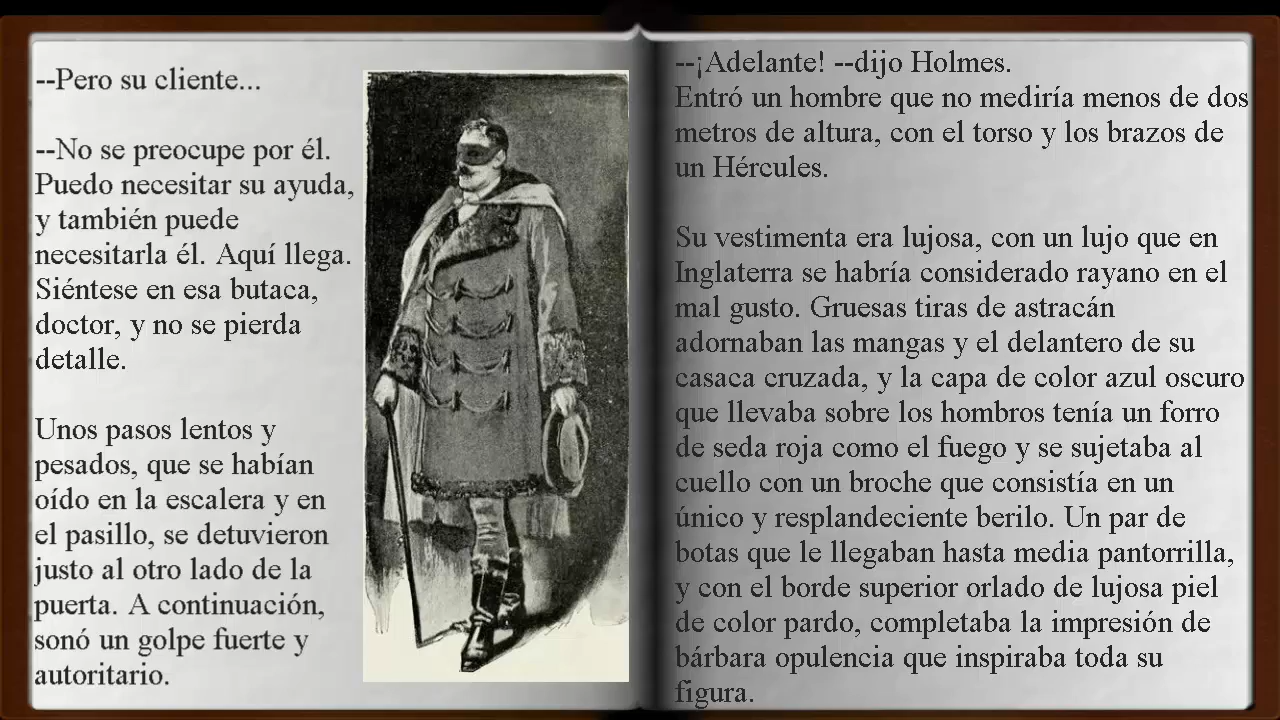 --Pero su cliente...
--No se preocupe por él.
Puedo necesitar su ayuda,
y también puede
necesitarla él. Aquí llega.
Siéntese en esa butaca,
doctor, y no se pierda
detalle.
Unos pasos lentos y
pesados, que se habían
oído en la escalera y en
el pasillo, se detuvieron
justo al otro lado de la
puerta. A continuación,
sonó un golpe fuerte y
autoritario.
--¡Adelante! --dijo Holmes.
Entró un hombre que no mediría menos de dos
metros de altura, con el torso y los brazos de
un Hércules.
Su vestimenta era lujosa, con un lujo que en
Inglaterra se habría considerado rayano en el
mal gusto. Gruesas tiras de astracán
adornaban las mangas y el delantero de su
casaca cruzada, y la capa de color azul oscuro
que llevaba sobre los hombros tenía un forro
de seda roja como el fuego y se sujetaba al
cuello con un broche que consistía en un
único y resplandeciente berilo. Un par de
botas que le llegaban hasta media pantorrilla,
y con el borde superior orlado de lujosa piel
de color pardo, completaba la impresión de
bárbara opulencia que inspiraba toda su
figura.